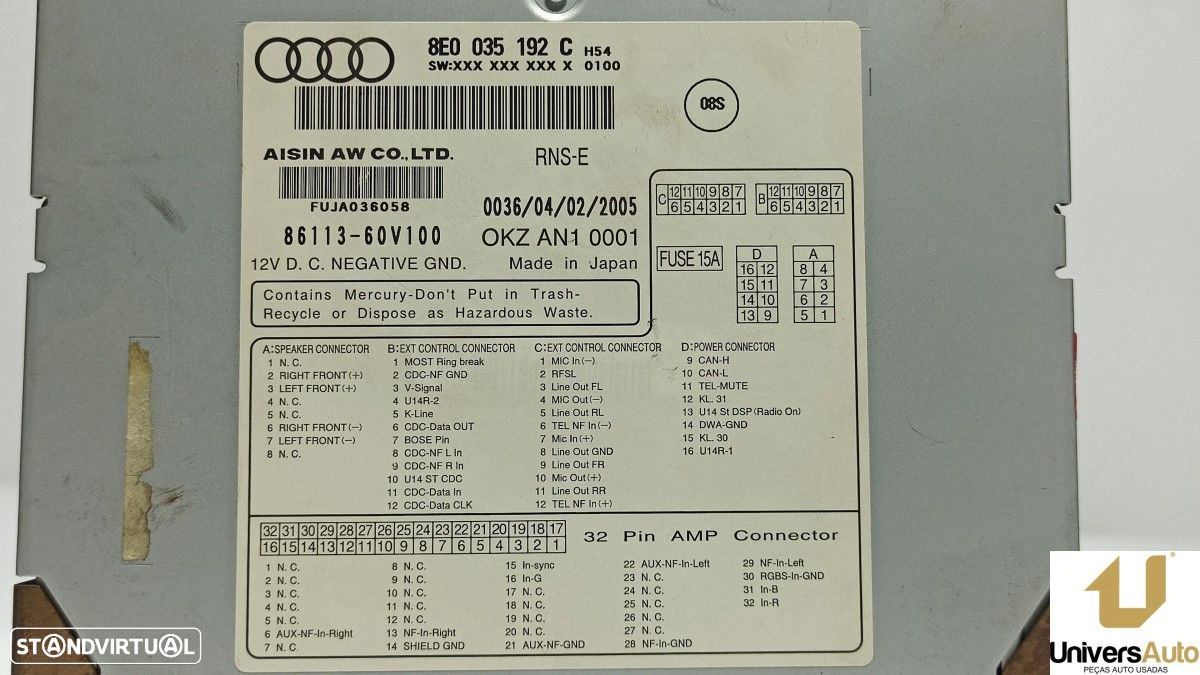 8E0 035 192 C H54
SW:XXX XXX XXX X 0100
08S
AISIN AW CO.,LTD.
RNS-E
FUJA036058
0036/04/02/2005
86113-60V100
OKZ AN1 0001
12V D. C. NEGATIVE GND.
Made in Japan
Contains Mercury-Don't Put in Trash-
Recycle or Dispose as Hazardous Waste.
C 12 11 10 9 8 7
6 5 4 3 2 1
B 12 11 10 9 8 7
6 5 4 3 2 1
FUSE 15A
D
16 12
15 11
14 10
13 9
A
8 4
7 3
6 2
5 1
A:SPEAKER CONNECTOR
1 N. C.
2 RIGHT FRONT(+)
3 LEFT FRONT(+)
4 N. C.
5 N. C.
6 RIGHT FRONT(-)
7 LEFT FRONT(-)
8 N. C.
B:EXT CONTROL CONNECTOR
1 MOST Ring break
2 CDC-NF GND
3 V-Signal
4 U14R-2
5 K-Line
6 CDC-Data OUT
7 BOSE Pin
8 CDC-NF L In
9 CDC-NF R In
10 U14 ST CDC
11 CDC-Data In
12 CDC-Data CLK
C:EXT CONTROL CONNECTOR
1 MIC In(-)
2 RFSL
3 Line Out FL
4 MIC Out(-)
5 Line Out RL
6 TEL NF In(-)
7 Mic In(+)
8 Line Out GND
9 Line Out FR
10 Mic Out(+)
11 Line Out RR
12 TEL NF In(+)
D:POWER CONNECTOR
9 CAN-H
10 CAN-L
11 TEL-MUTE
12 KL. 31
13 U14 St DSP(Radio On)
14 DWA-GND
15 KL. 30
16 U14R-1
32 31 30 29 28 27 26 25 24 23 22 21 20 19 18 17
16 15 14 13 12 11 10 9 8 7 6 5 4 3 2 1
32 Pin AMP Connector
1 N. C.
2 N. C.
3 N. C.
4 N. C.
5 N. C.
6 AUX-NF-In-Right
7 N. C.
8 N. C.
9 N. C.
10 N. C.
11 N. C.
12 N. C.
13 NF-In-Right
14 SHIELD GND
15 In-sync
16 In-G
17 N. C.
18 N. C.
19 N. C.
20 N. C.
21 AUX-NF-GND
22 AUX-NF-In-Left
23 N. C.
24 N. C.
25 N. C.
26 N. C.
27 N. C.
28 NF-In-GND
29 NF-In-Left
30 RGBS-In-GND
31 In-B
32 In-R
STANDVIRTUAL
UniversAuto
PEÇAS AUTO USADAS